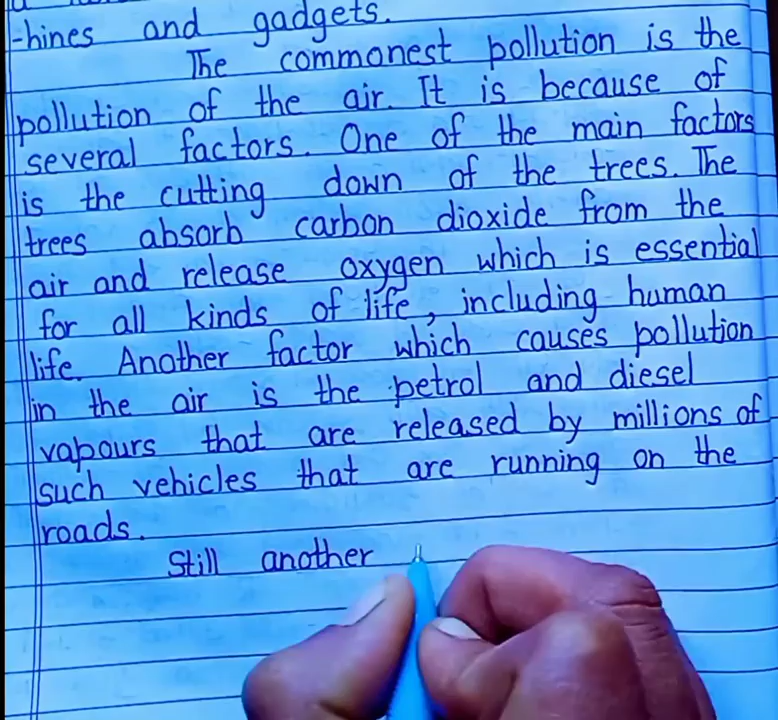 -hines and gadgets.
The commonest pollution is the
pollution of the air. It is because of
several factors. One of the main factors
is the cutting down of the trees. The
trees absorb carbon dioxide from the
air and release oxygen which is essential
for all kinds of life, including human
life. Another factor which causes pollution
in the air is the petrol and diesel
vapours that are released by millions of
such vehicles that are running on the
roads.
Still another